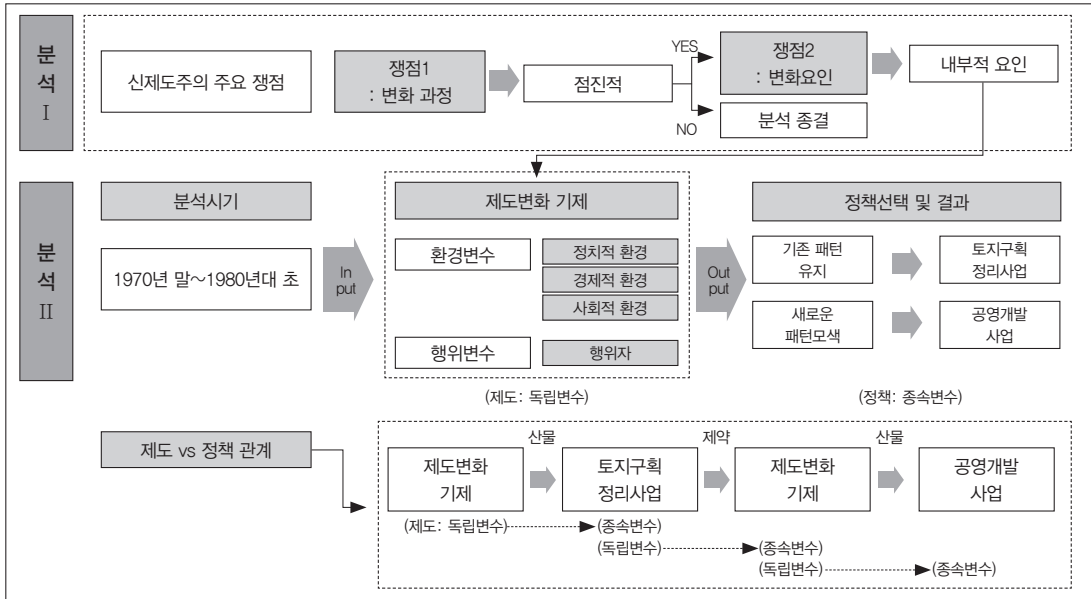 분
석
Ⅰ
신제도주의 주요 쟁점
쟁점1
: 변화 과정
점진적
YES
NO
쟁점2
: 변화요인
분석 종결
내부적 요인
분
석
Ⅱ
분석시기
1970년 말～1980년대 초
In
put
제도변화 기제
환경변수
정치적 환경
경제적 환경
사회적 환경
행위변수
행위자
(제도: 독립변수)
Out
put
정책선택 및 결과
기존 패턴
유지
토지구획
정리사업
새로운
패턴모색
공영개발
사업
(정책: 종속변수)
제도 vs 정책 관계
산물
제약
산물
제도변화
기제
토지구획
정리사업
제도변화
기제
공영개발
사업
(제도: 독립변수)
(종속변수)
(독립변수)
(종속변수)
(독립변수)
(종속변수)